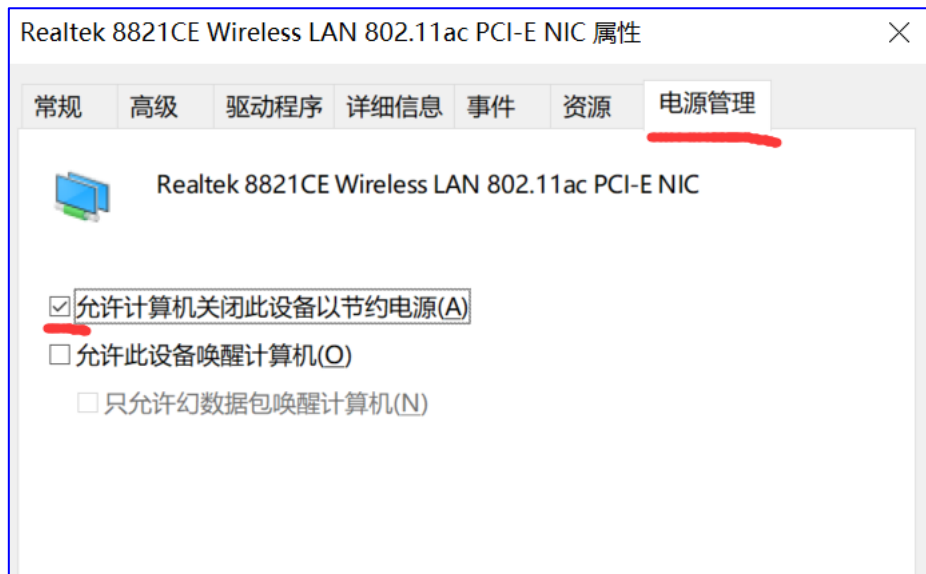 Realtek 8821CE Wireless LAN 802.11ac PCI-E NIC 属性
常规 高级 驱动程序 详细信息 事件 资源 电源管理
Realtek 8821CE Wireless LAN 802.11ac PCI-E NIC
允许计算机关闭此设备以节约电源(A)
允许此设备唤醒计算机(O)
只允许幻数据包唤醒计算机(N)